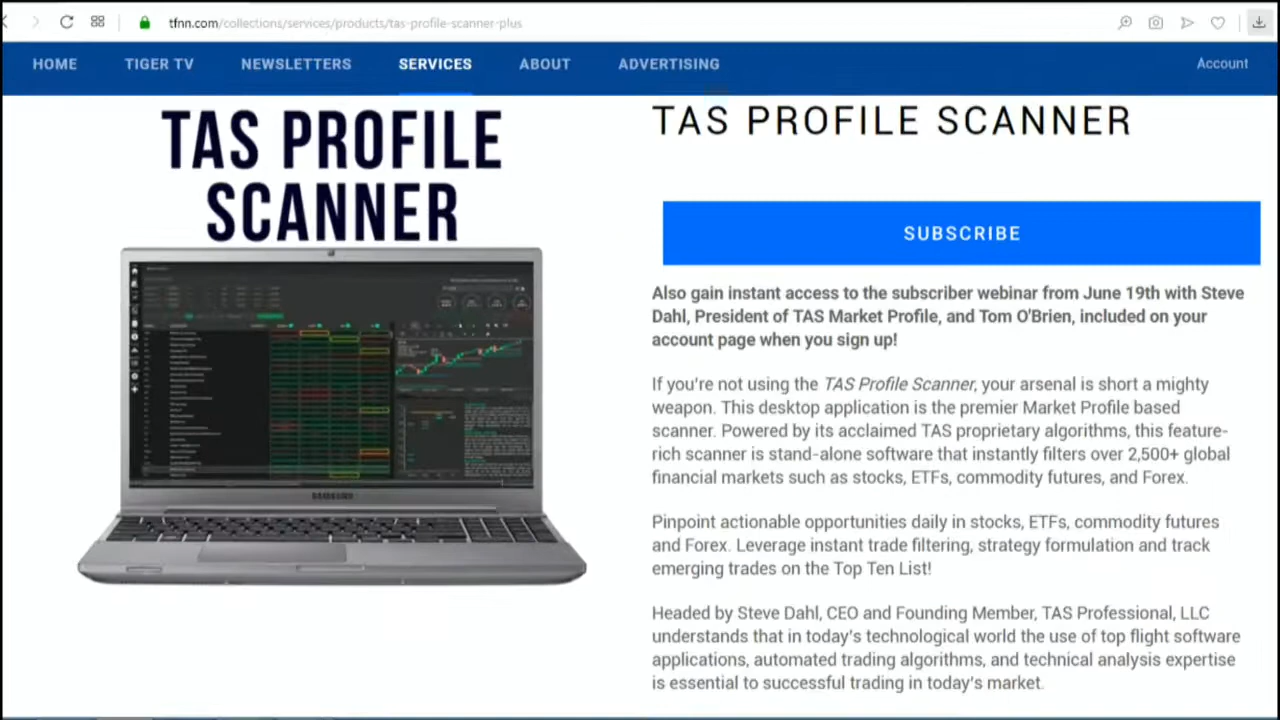 tfnn.com/collections/services/products/tas-profile-scanner-plus
HOME TIGER TV NEWSLETTERS SERVICES ABOUT ADVERTISING Account
TAS PROFILE
SCANNER
SAMSUNG
TAS PROFILE SCANNER
SUBSCRIBE
Also gain instant access to the subscriber webinar from June 19th with Steve
Dahl, President of TAS Market Profile, and Tom O'Brien, included on your
account page when you sign up!
If you're not using the TAS Profile Scanner, your arsenal is short a mighty
weapon. This desktop application is the premier Market Profile based
scanner. Powered by its acclaimed TAS proprietary algorithms, this feature-
rich scanner is stand-alone software that instantly filters over 2,500+ global
financial markets such as stocks, ETFs, commodity futures, and Forex.
Pinpoint actionable opportunities daily in stocks, ETFs, commodity futures
and Forex. Leverage instant trade filtering, strategy formulation and track
emerging trades on the Top Ten List!
Headed by Steve Dahl, CEO and Founding Member, TAS Professional, LLC
understands that in today's technological world the use of top flight software
applications, automated trading algorithms, and technical analysis expertise
is essential to successful trading in today's market.